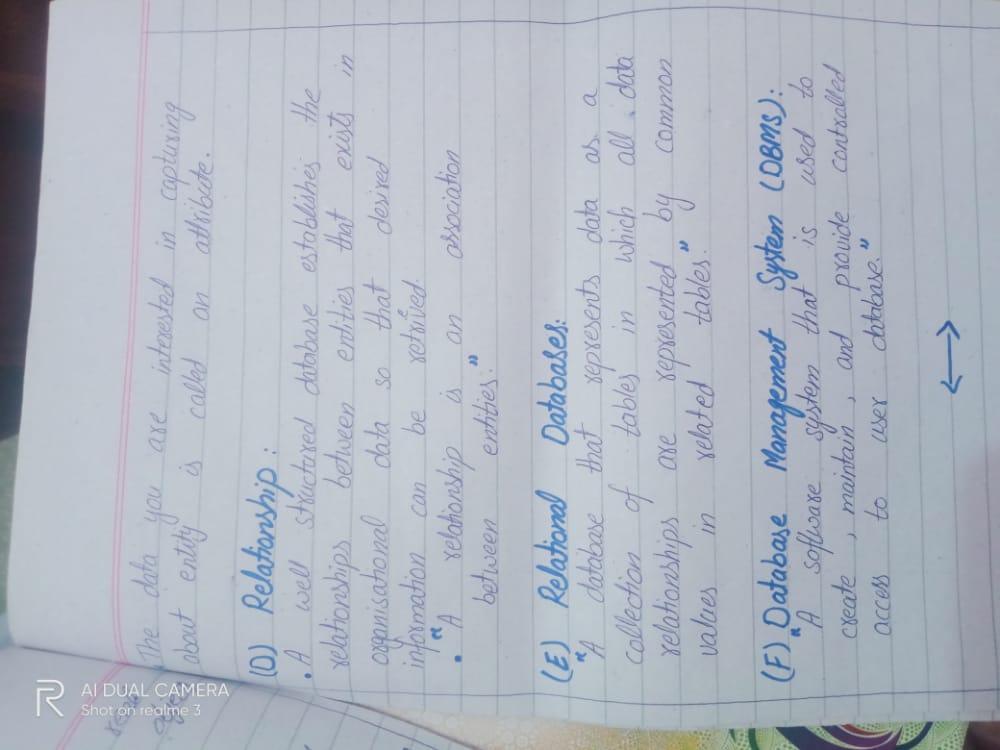 The data you are interested in capturing
about entity is called an attribute.
(D) Relationship:
• A well structured database establishes the
relationships between entities that exists in
organisational data so that desired
information can be retrieved.
• "A relationship is an association
between entities."
(E) Relational Databases:
"A database that represents data as a
collection of tables in which all data
relationships are represented by common
values in related tables."
(F) Database Management System (DBMS):
"A software system that is used to
create, maintain, and provide controlled
access to user database."
AI DUAL CAMERA
Shot on realme 3